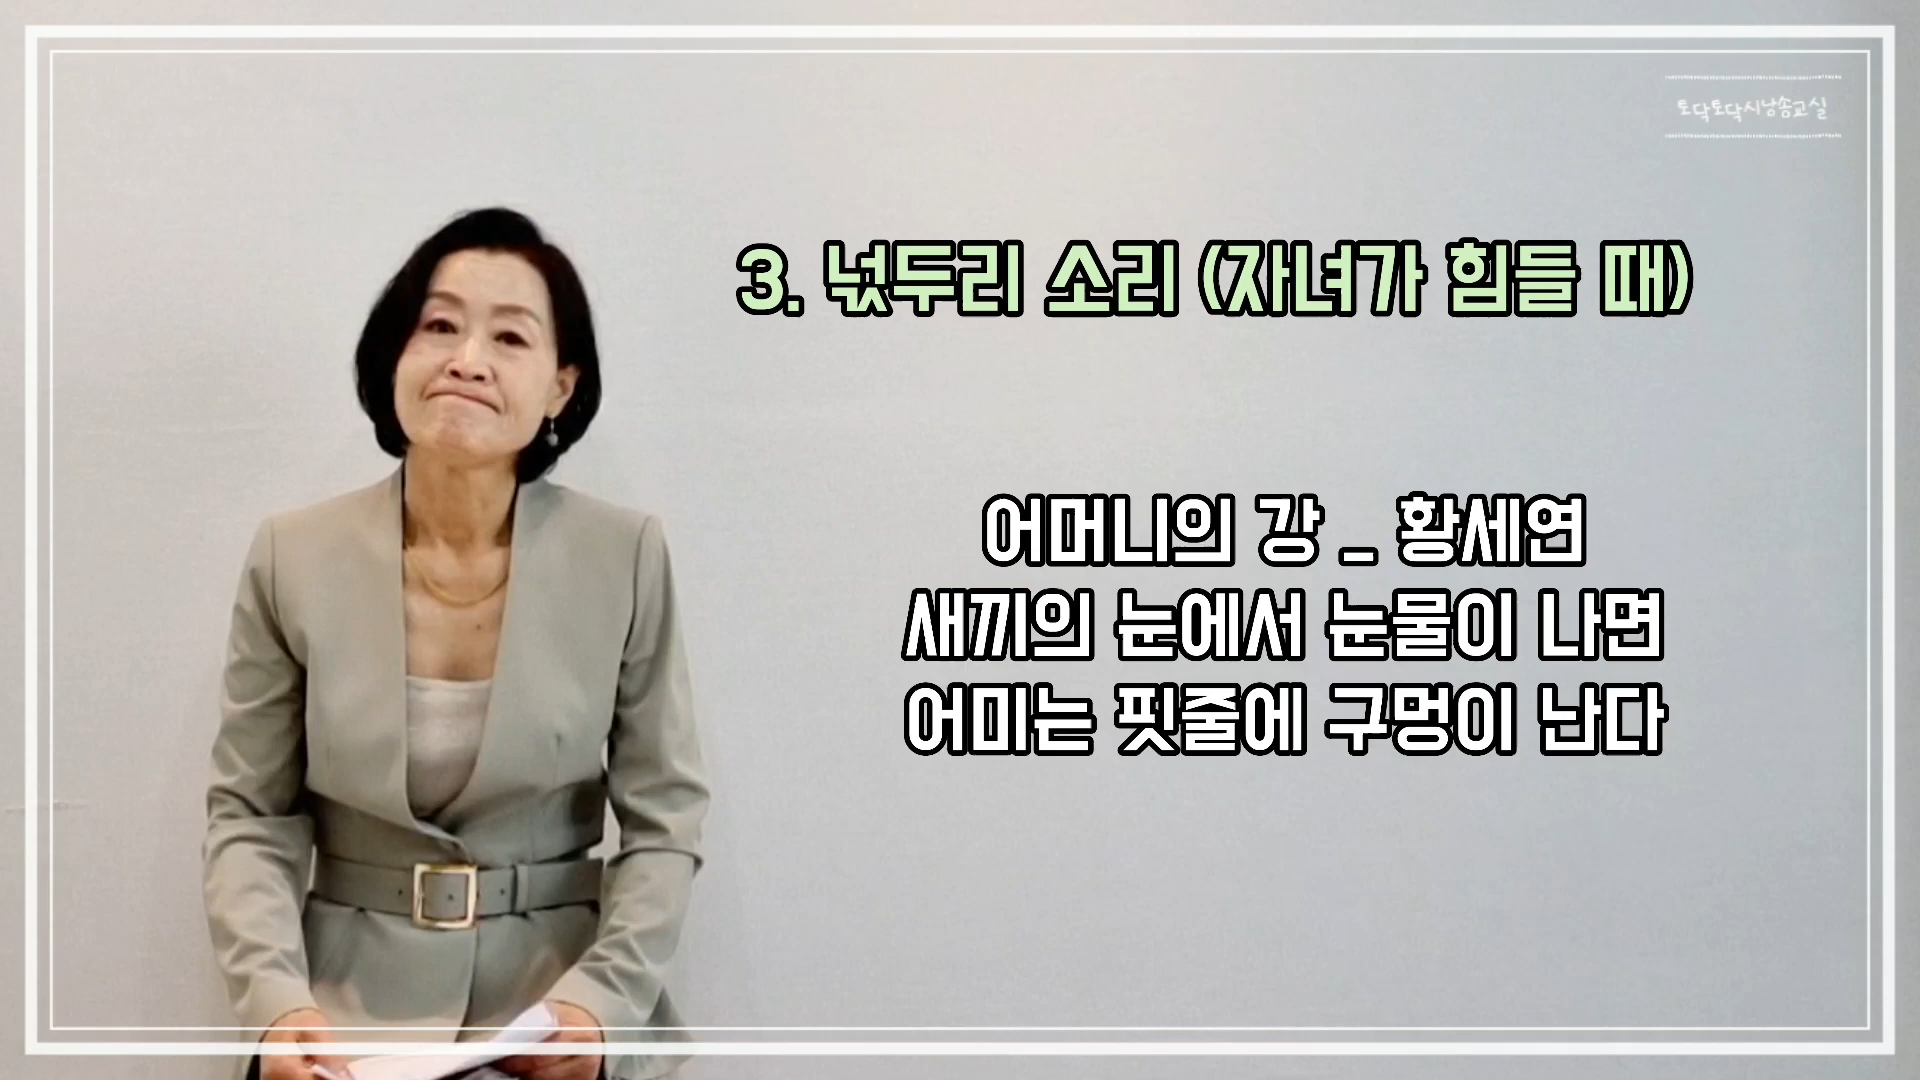 토닥토닥시낭송교실
3. 넋두리 소리 (자녀가 힘들 때)
어머니의 강 _ 황세연
새끼의 눈에서 눈물이 나면
어미는 핏줄에 구멍이 난다